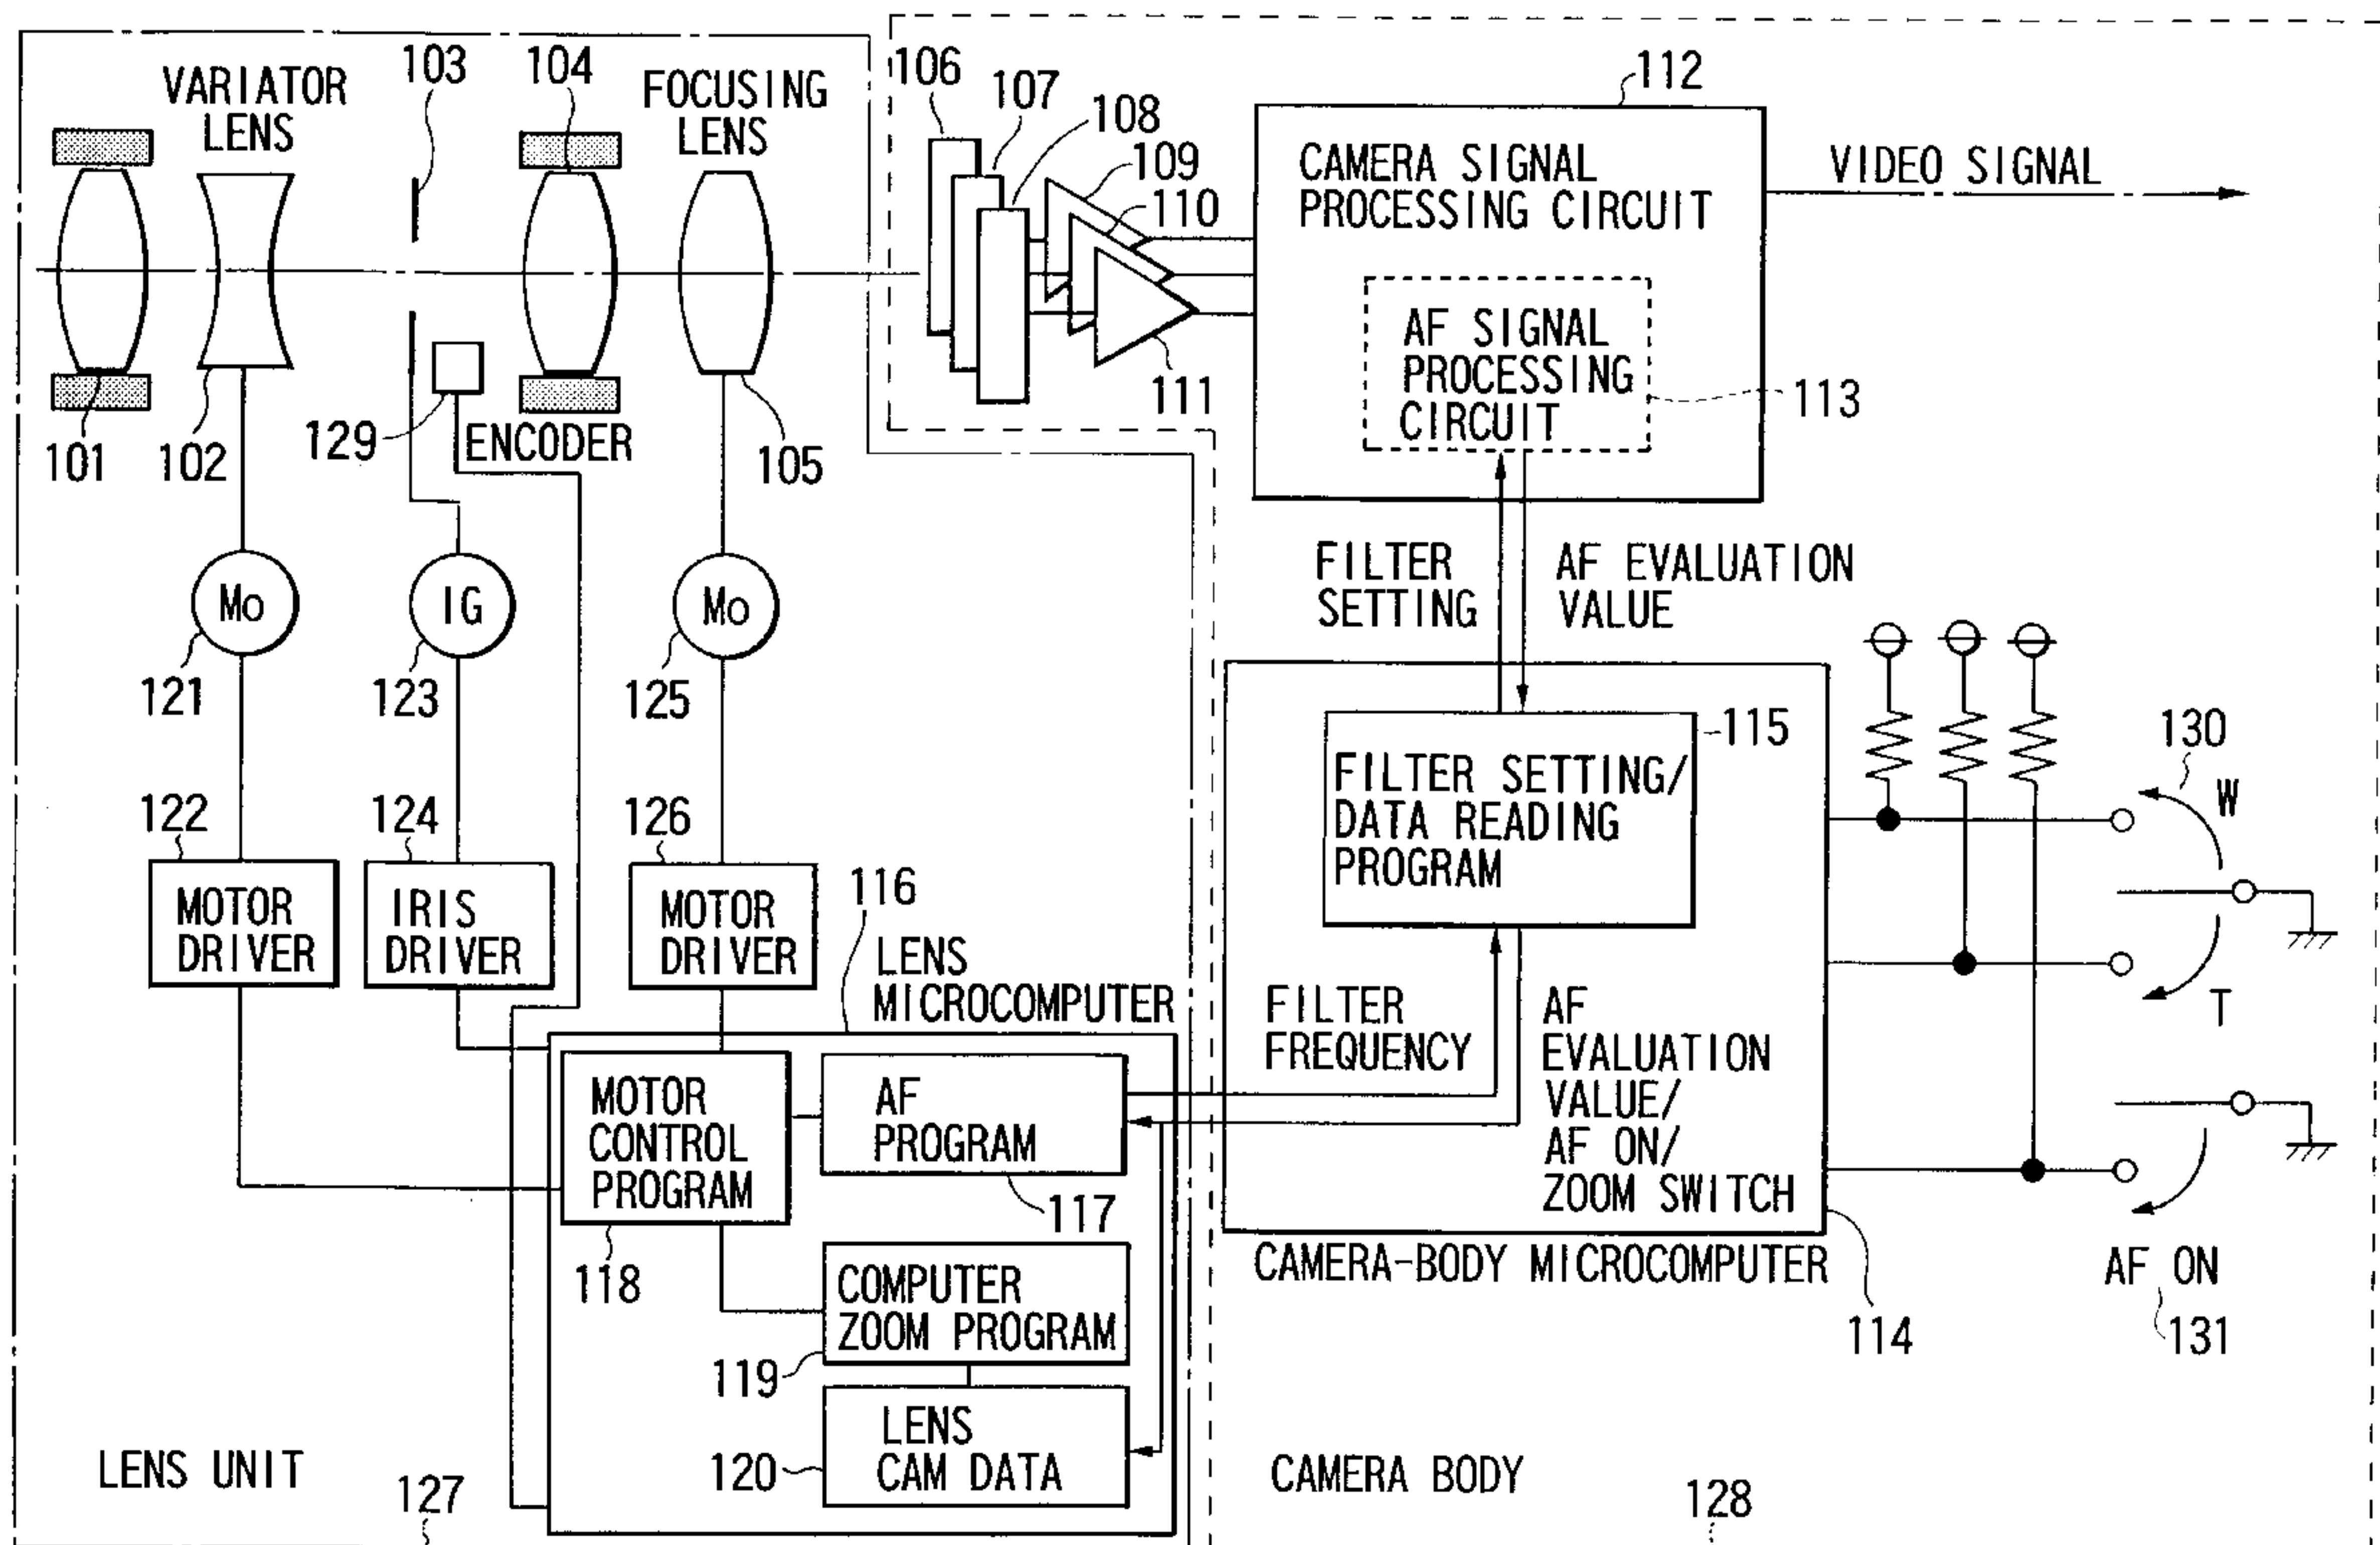 VARIATOR
LENS
103
104
FOCUSING
LENS
106
107
108
109
110
111
112
CAMERA SIGNAL
PROCESSING CIRCUIT
VIDEO SIGNAL
AF SIGNAL
PROCESSING
CIRCUIT
113
101
102
129
ENCODER
105
FILTER
SETTING
AF EVALUATION
VALUE
Mo
IG
Mo
121
123
125
115
FILTER SETTING/
DATA READING
PROGRAM
130
W
T
122
124
126
MOTOR
DRIVER
IRIS
DRIVER
MOTOR
DRIVER
116
LENS
MICROCOMPUTER
FILTER
FREQUENCY
AF
EVALUATION
VALUE/
AF ON/
ZOOM SWITCH
MOTOR
CONTROL
PROGRAM
AF
PROGRAM
117
118
COMPUTER
ZOOM PROGRAM
119
LENS
CAM DATA
120
CAMERA-BODY MICROCOMPUTER
114
AF ON
131
LENS UNIT
127
CAMERA BODY
128